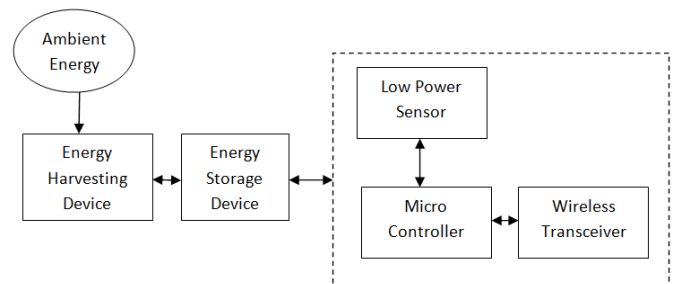 Ambient
Energy
Low Power
Sensor
Energy
Harvesting
Device
Energy
Storage
Device
Micro
Controller
Wireless
Transceiver